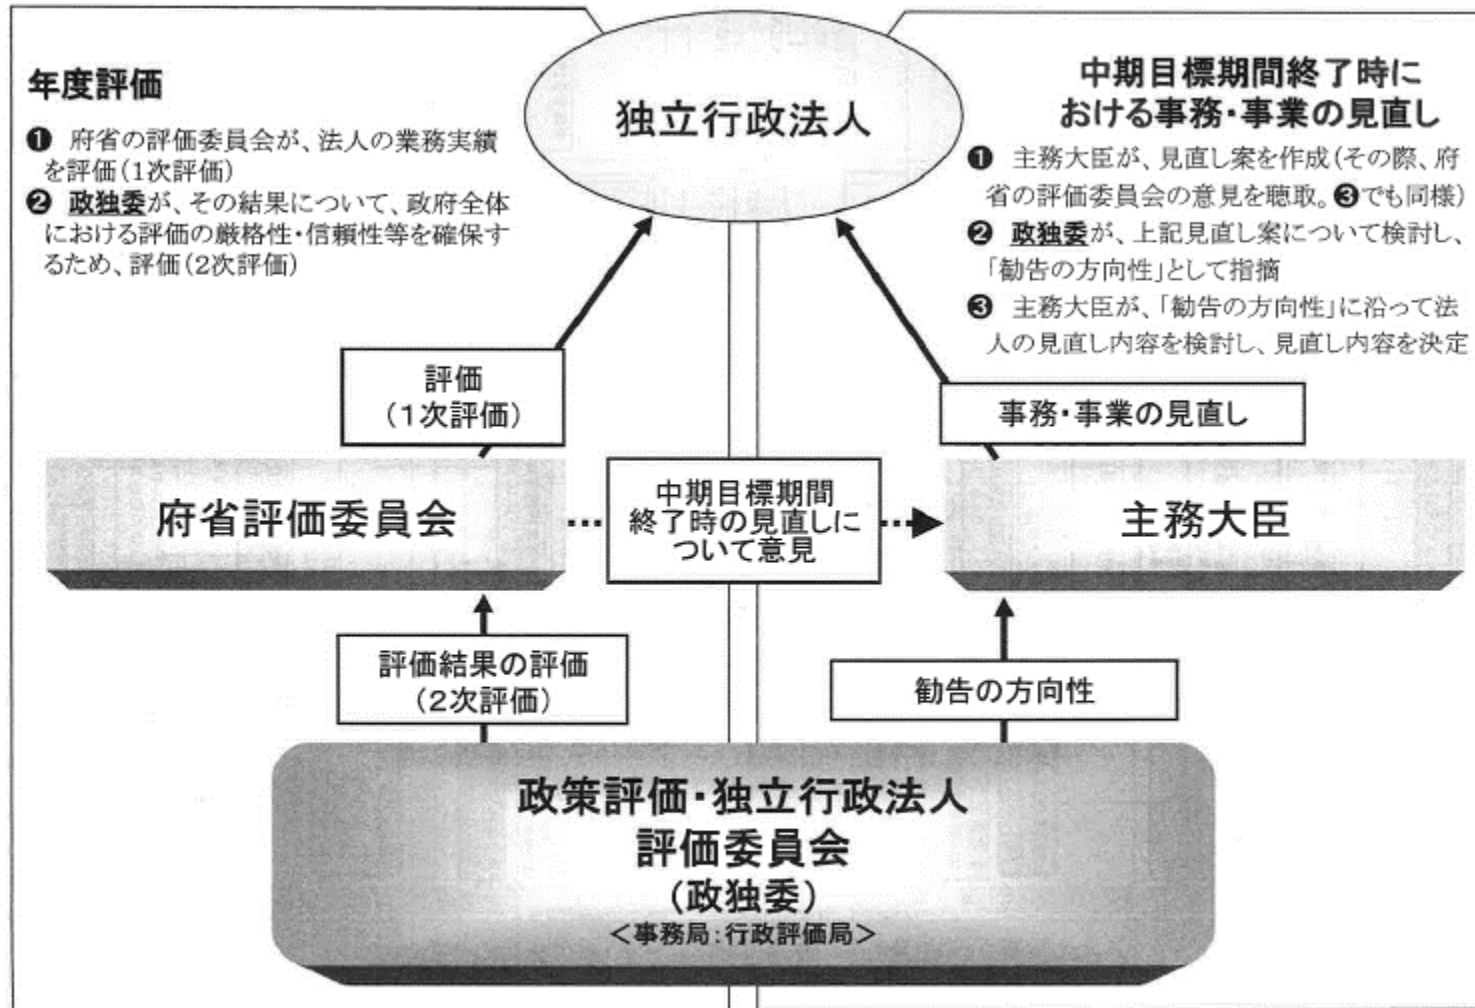 独立行政法人
年度評価
❶ 府省の評価委員会が、法人の業務実績
を評価(1次評価)
❷ 政独委が、その結果について、政府全体
における評価の厳格性・信頼性等を確保す
るため、評価(2次評価)
中期目標期間終了時に
おける事務・事業の見直し
❶ 主務大臣が、見直し案を作成(その際、府
省の評価委員会の意見を聴取。❸でも同様)
❷ 政独委が、上記見直し案について検討し、
「勧告の方向性」として指摘
❸ 主務大臣が、「勧告の方向性」に沿って法
人の見直し内容を検討し、見直し内容を決定
評価
(1次評価)
事務・事業の見直し
府省評価委員会
中期目標期間
終了時の見直しに
ついて意見
主務大臣
評価結果の評価
(2次評価)
勧告の方向性
政策評価・独立行政法人
評価委員会
(政独委)
<事務局:行政評価局>